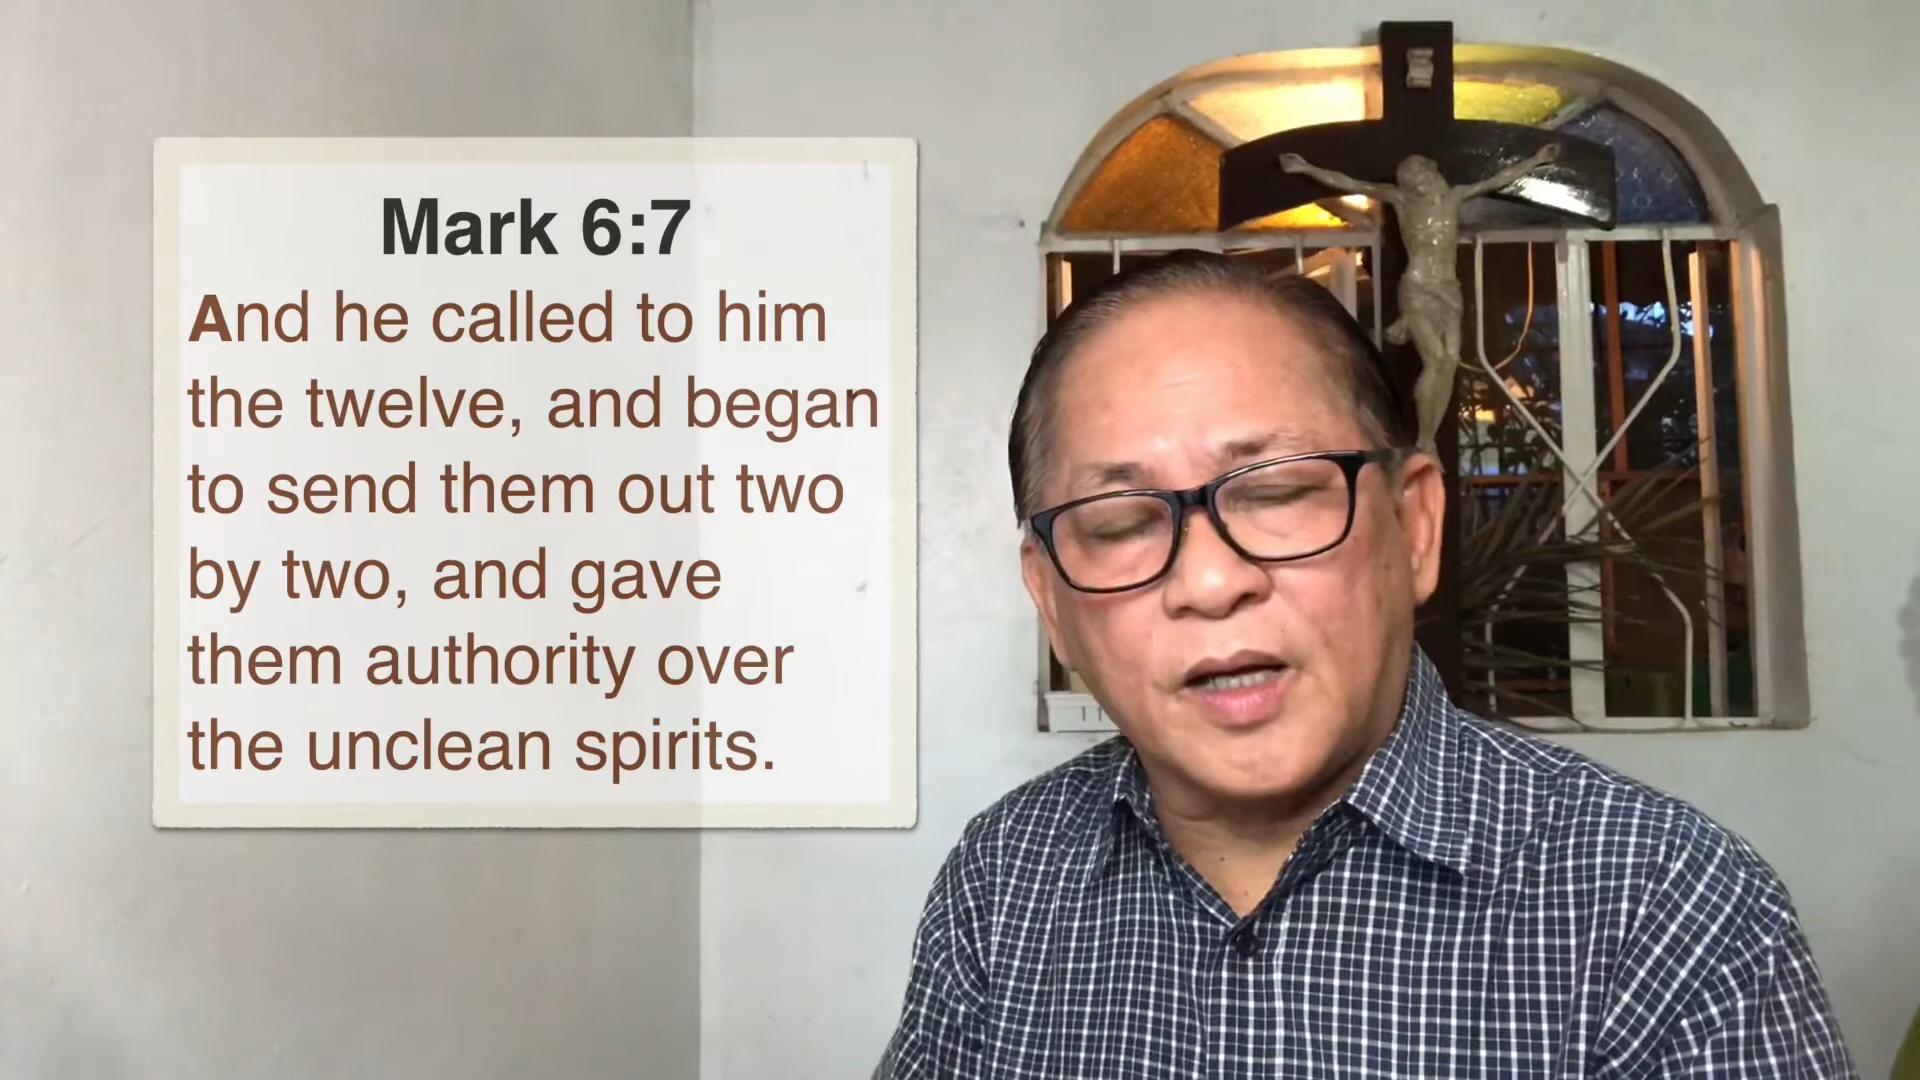 Mark 6:7
And he called to him
the twelve, and began
to send them out two
by two, and gave
them authority over
the unclean spirits.